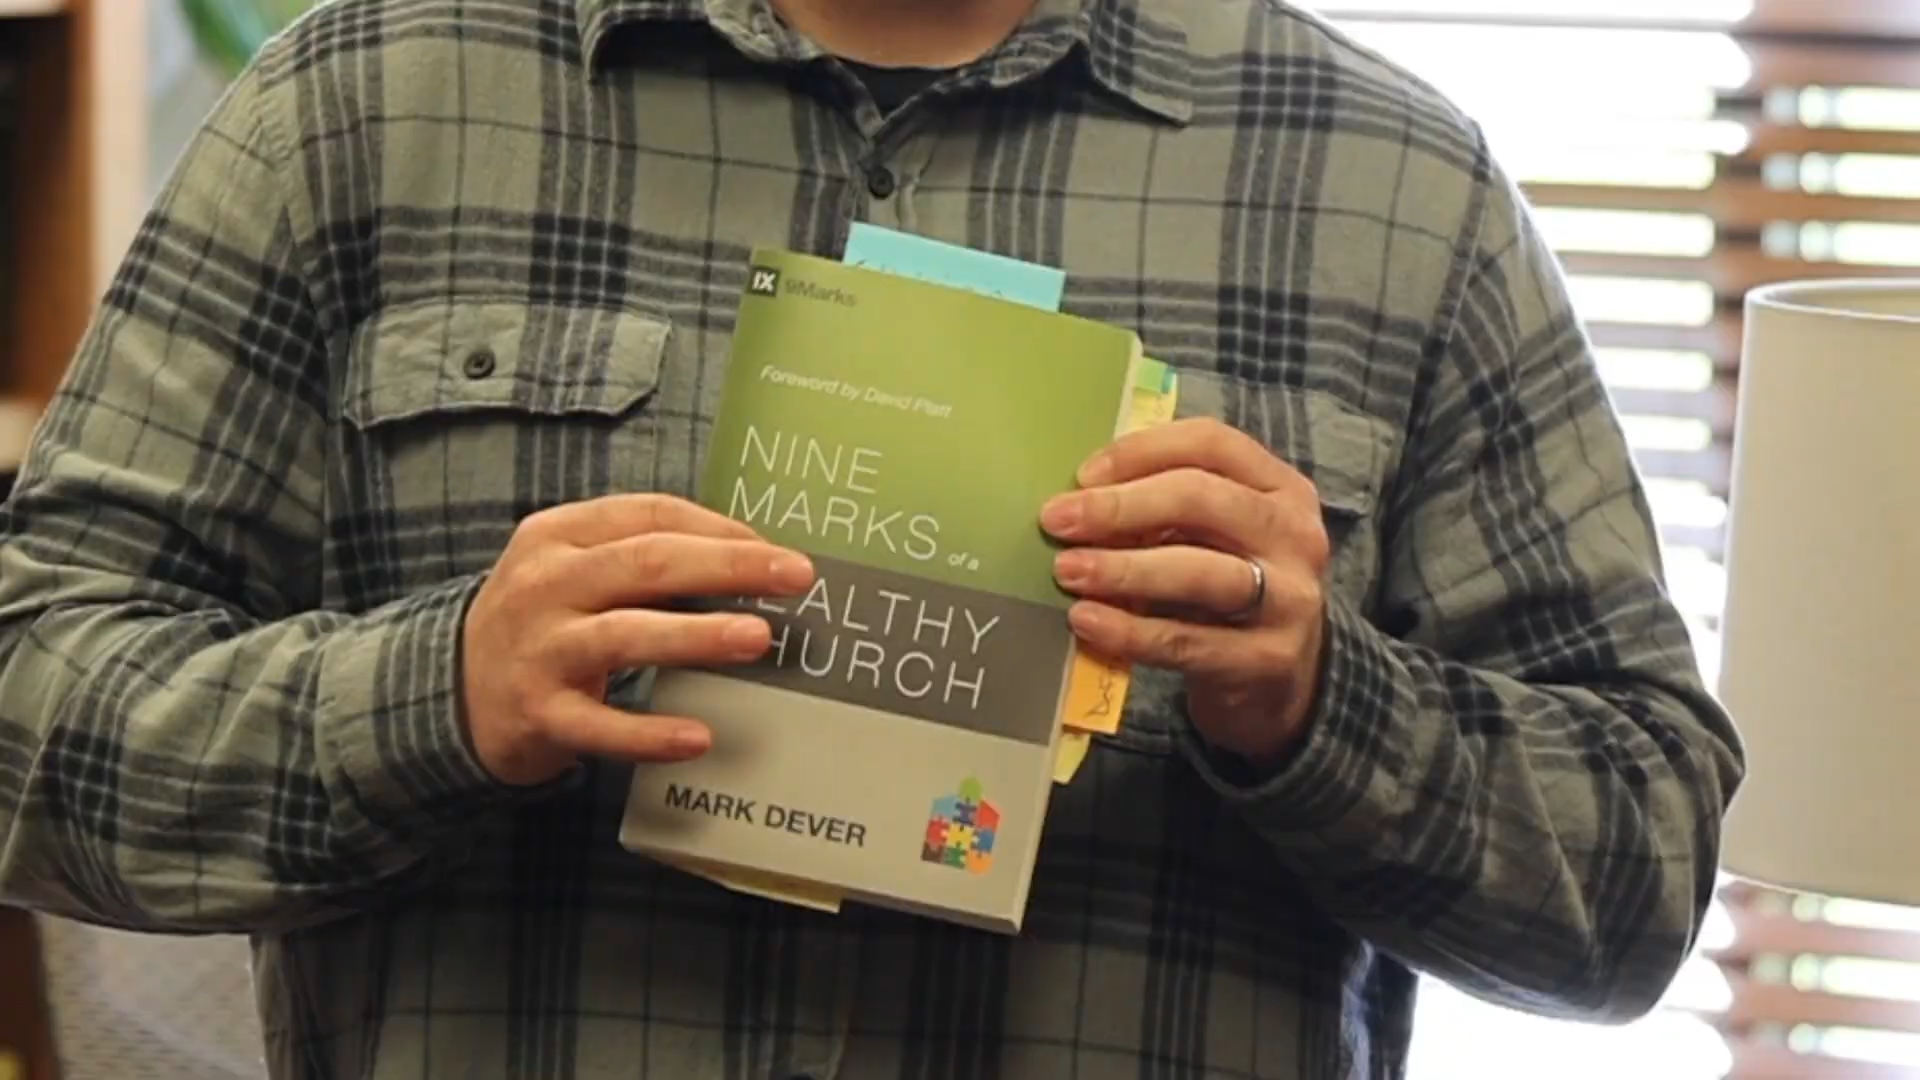 IX 9Marks
Foreword by David Platt
NINE
MARKS of a
EALTHY
HURCH
MARK DEVER